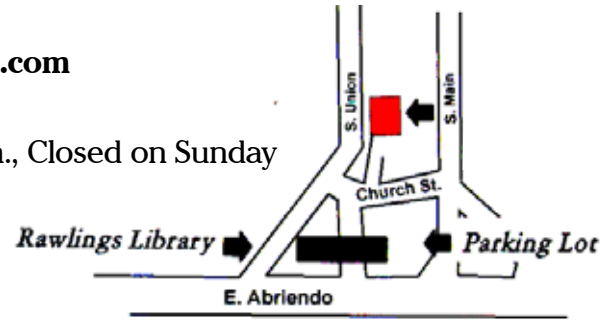 .com
., Closed on Sunday
S. Union
S. Main
Church St.
Rawlings Library
Parking Lot
E. Abriendo